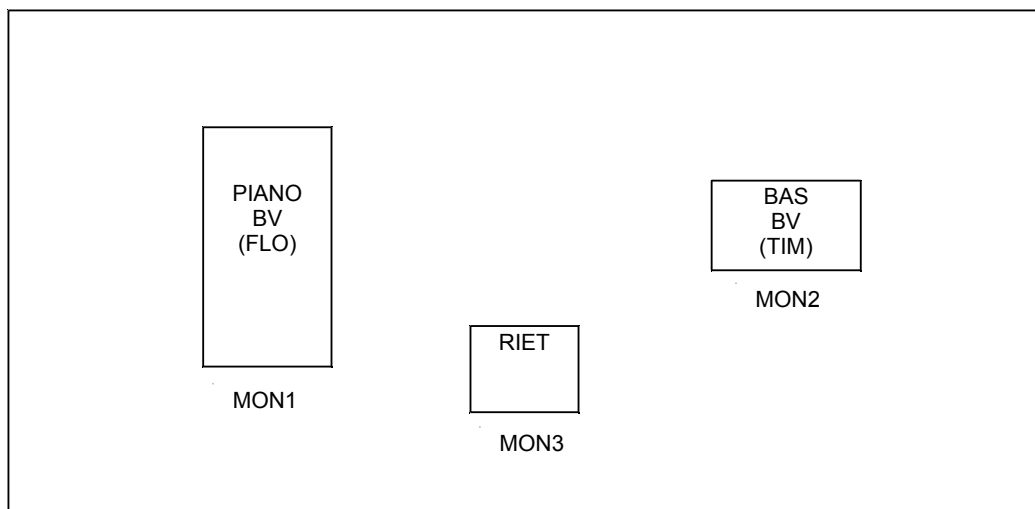 PIANO
BV
(FLO)
MON1
RIET
MON3
BAS
BV
(TIM)
MON2